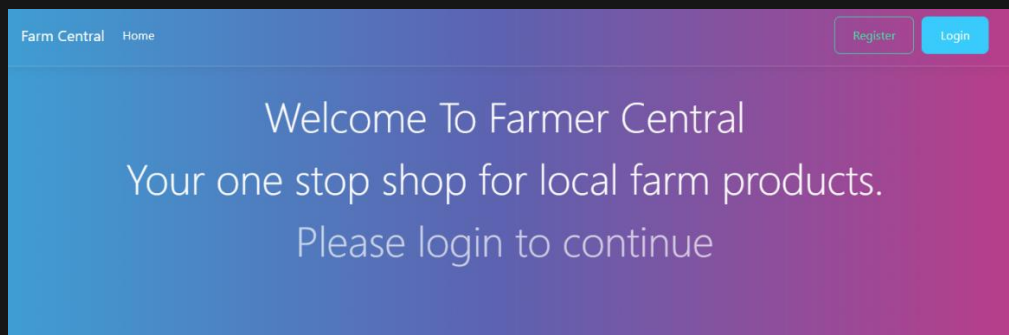 Farm Central Home Register Login
Welcome To Farmer Central
Your one stop shop for local farm products.
Please login to continue